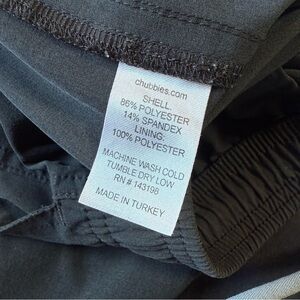 chubbies.com
SHELL:
86% POLYESTER
14% SPANDEX
LINING:
100% POLYESTER
MACHINE WASH COLD
TUMBLE DRY LOW
RN # 143198
MADE IN TURKEY